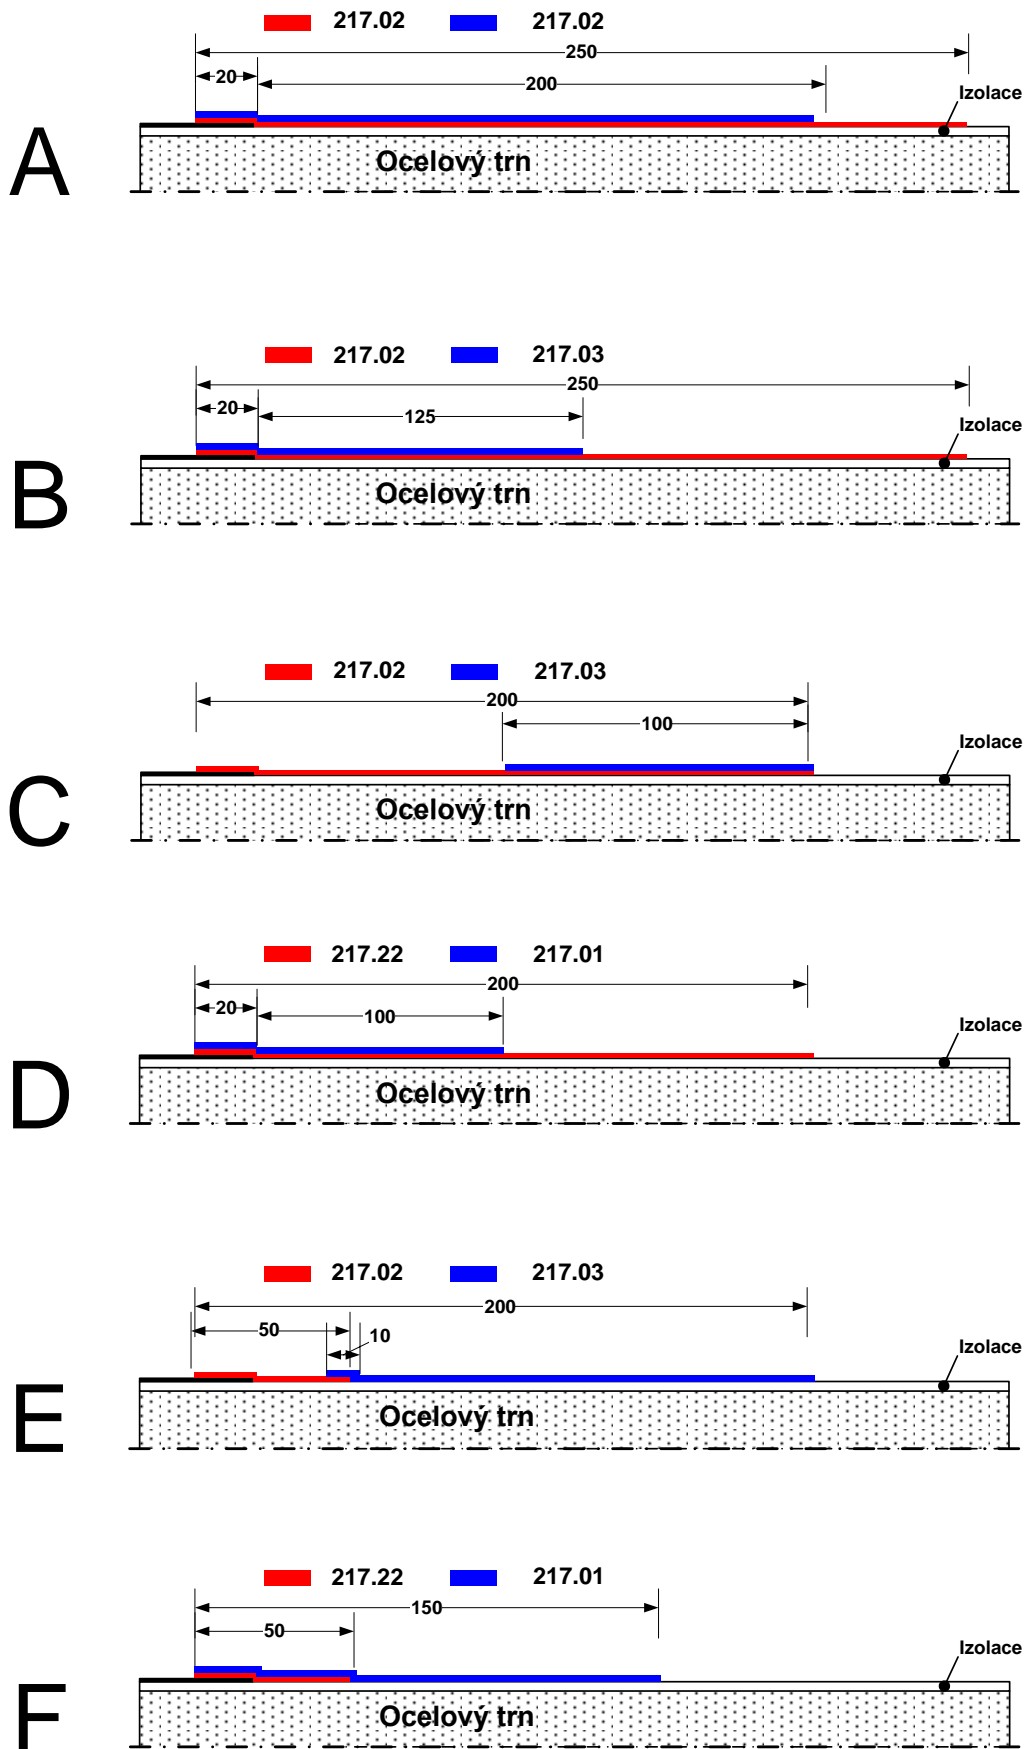 217.02 217.02
250
20 200
Izolace
A
Ocelový trn
217.02 217.03
250
20 125
Izolace
B
Ocelový trn
217.02 217.03
200
100
Izolace
C
Ocelový trn
217.22 217.01
200
20 100
Izolace
D
Ocelový trn
217.02 217.03
200
50 10
Izolace
E
Ocelový trn
217.22 217.01
150
50
Izolace
F
Ocelový trn